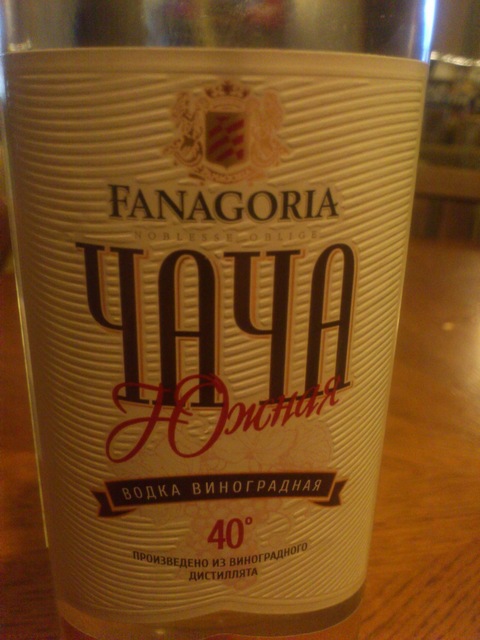 FANAGORIA
NOBLESSE OBLIGE
ЧАЧА
Южная
ВОДКА ВИНОГРАДНАЯ
40°
ПРОИЗВЕДЕНО ИЗ ВИНОГРАДНОГО
ДИСТИЛЛЯТА